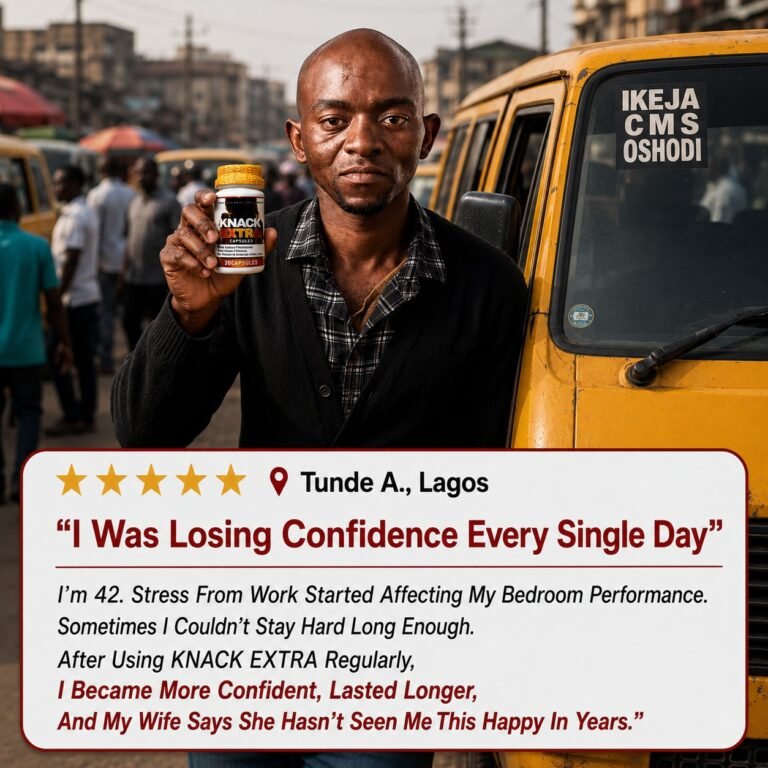 IKEJA
CMS
OSHODI
KNACK
EXTRA
CAPSULES
30CAPSULES
Tunde A., Lagos
“I Was Losing Confidence Every Single Day”
I’m 42. Stress From Work Started Affecting My Bedroom Performance.
Sometimes I Couldn’t Stay Hard Long Enough.
After Using KNACK EXTRA Regularly,
I Became More Confident, Lasted Longer,
And My Wife Says She Hasn’t Seen Me This Happy In Years.”